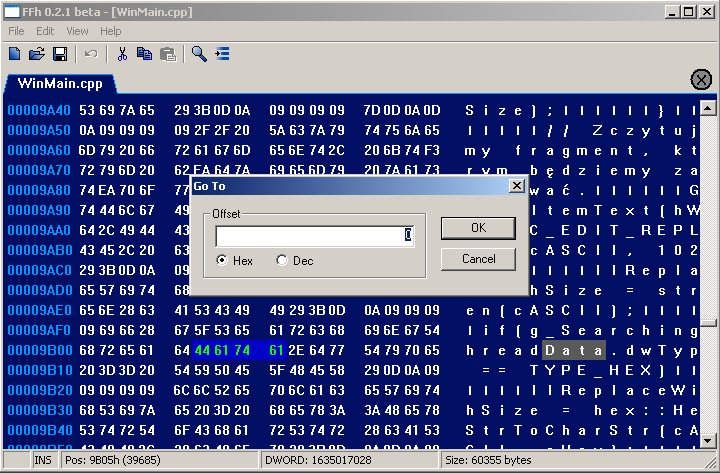 FFh 0.2.1 beta - [WinMain.cpp]
File Edit View Help
WinMain.cpp
00009A40 53 69 7A 65 29 3B 0D 0A 09 09 09 09 7D 0D 0A 0D S i z e ) ; | | | | | | } | |
00009A50 0A 09 09 09 09 2F 2F 20 5A 63 7A 79 74 75 6A 65 | | | | | / / Z c z y t u j
00009A60 6D 79 20 66 72 61 67 6D 65 6E 74 2C 20 6B 74 F3 m y f r a g m e n t , k t
00009A70 72 79 6D 20 62 EA 64 7A 69 65 6D 79 20 7A 61 73 r y m b ę d z i e m y z a
00009A80 74 EA 70 6F 77 w a ć . | | | | | | G
00009A90 74 44 6C 67 49 I t e m T e x t ( h W
00009AA0 64 2C 49 44 43 C _ E D I T _ R E P L
00009AB0 43 45 2C 20 63 c A S C I I , 1 0 2
00009AC0 29 3B 0D 0A 09 | | | | | | R e p l a
00009AD0 65 57 69 74 68 h S i z e = s t r
00009AE0 65 6E 28 63 41 53 43 49 49 29 3B 0D 0A 09 09 09 e n ( c A S C I I ) ; | | | |
00009AF0 09 69 66 28 67 5F 53 65 61 72 63 68 69 6E 67 54 | i f ( g _ S e a r c h i n g
00009B00 68 72 65 61 64 44 61 74 61 2E 64 77 54 79 70 65 h r e a d D a t a . d w T y p
00009B10 20 3D 3D 20 54 59 50 45 5F 48 45 58 29 0D 0A 09 = = T Y P E _ H E X ) | |
00009B20 09 09 09 09 6C 6C 52 65 70 6C 61 63 65 57 69 74 | | | | | | R e p l a c e W i
00009B30 68 53 69 7A 65 20 3D 20 68 65 78 3A 3A 48 65 78 h S i z e = h e x : : H e
00009B40 53 74 72 54 6F 43 68 61 72 53 74 72 28 63 41 53 S t r T o C h a r S t r ( c A
Go To
Offset
0
Hex Dec
OK
Cancel
INS Pos: 9B05h (39685) DWORD: 1635017028 Size: 60355 bytes